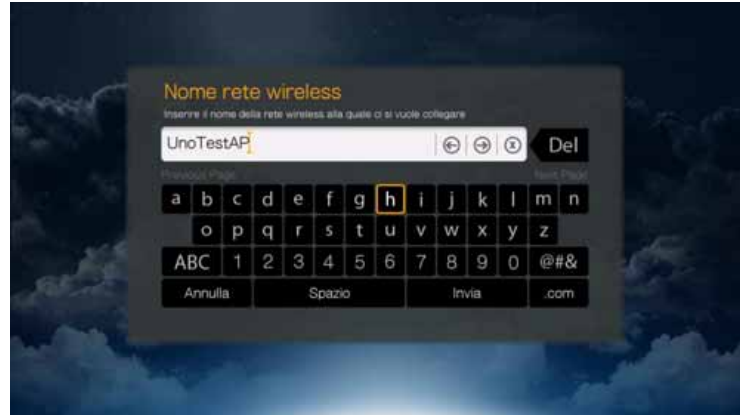 Nome rete wireless
Inserire il nome della rete wireless alla quale ci si vuole collegare
UnoTestAP
Del
Previous Page Next Page
a b c d e f g h i j k l m n
o p q r s t u v w x y z
ABC 1 2 3 4 5 6 7 8 9 0 @#&
Annulla Spazio Invia .com